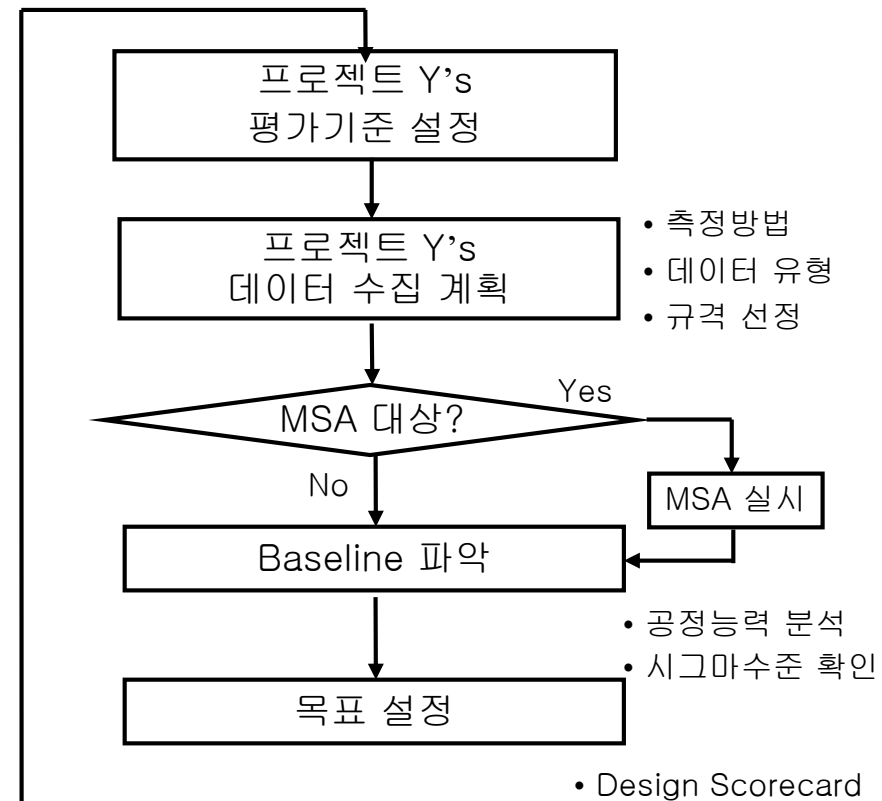 프로젝트 Y's
평가기준 설정
프로젝트 Y's
데이터 수집 계획
• 측정방법
• 데이터 유형
• 규격 선정
MSA 대상?
Yes
No
MSA 실시
Baseline 파악
• 공정능력 분석
• 시그마수준 확인
목표 설정
• Design Scorecard